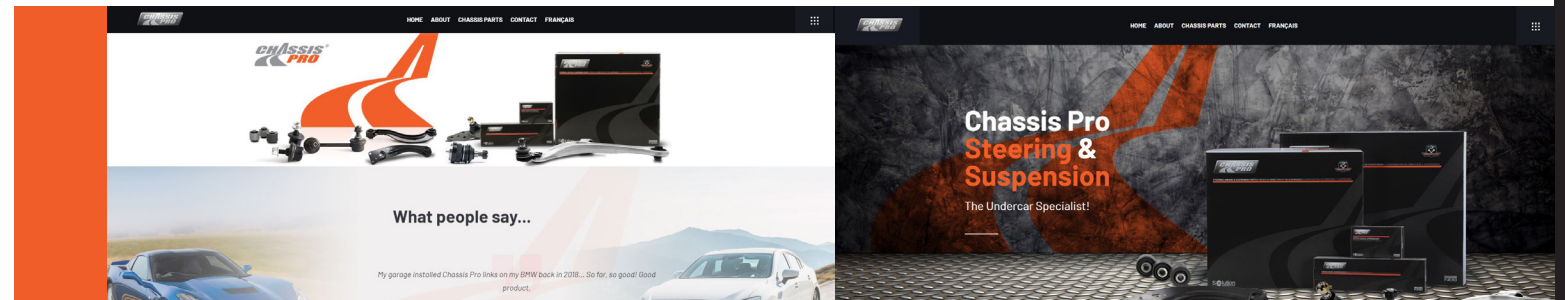 CHASSIS PRO
HOME ABOUT CHASSIS PARTS CONTACT FRANÇAIS
CHASSIS®
PRO
What people say...
My garage installed Chassis Pro links on my BMW back in 2018... So far, so good! Good
product.
CHASSIS PRO
HOME ABOUT CHASSIS PARTS CONTACT FRANÇAIS
Chassis Pro
Steering &
Suspension
The Undercar Specialist!
CHASSIS PRO